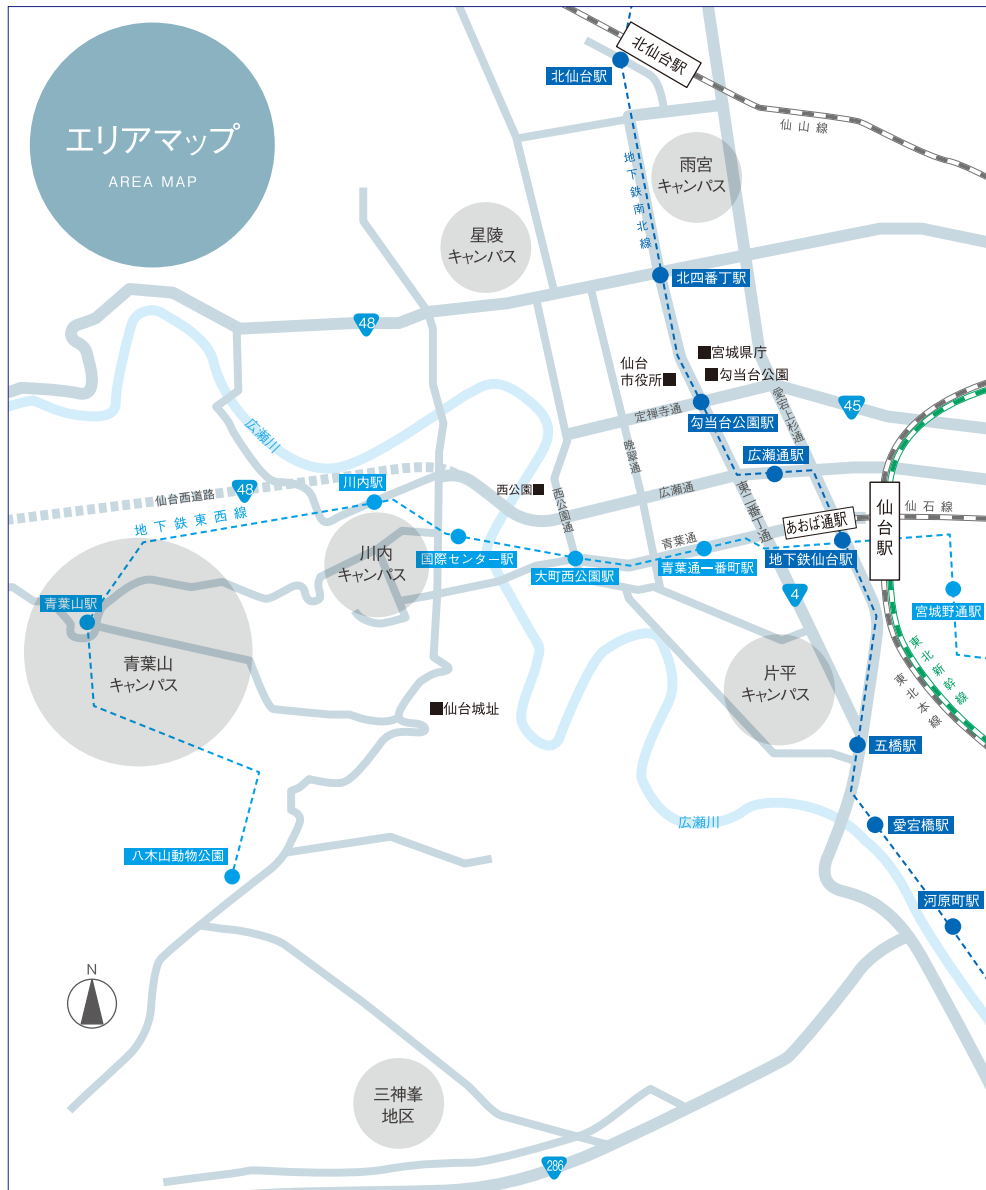 エリアマップ
AREA MAP
北仙台駅
北仙台駅
仙山線
地下鉄南北線
雨宮
キャンパス
星陵
キャンパス
北四番丁駅
48
宮城県庁
仙台
市役所
勾当台公園
勾当台公園駅
定禅寺通
愛宕上杉通
45
晩翠通
広瀬川
広瀬通駅
川内駅
48
仙台西道路
地下鉄東西線
西公園
西公園通
広瀬通
東二番丁通
仙台駅
仙石線
あおば通駅
青葉通
川内
キャンパス
国際センター駅
大町西公園駅
青葉通一番町駅
地下鉄仙台駅
4
宮城野通駅
青葉山駅
青葉山
キャンパス
片平
キャンパス
東北新幹線
東北本線
仙台城址
五橋駅
広瀬川
愛宕橋駅
八木山動物公園
河原町駅
N
三神峯
地区
286